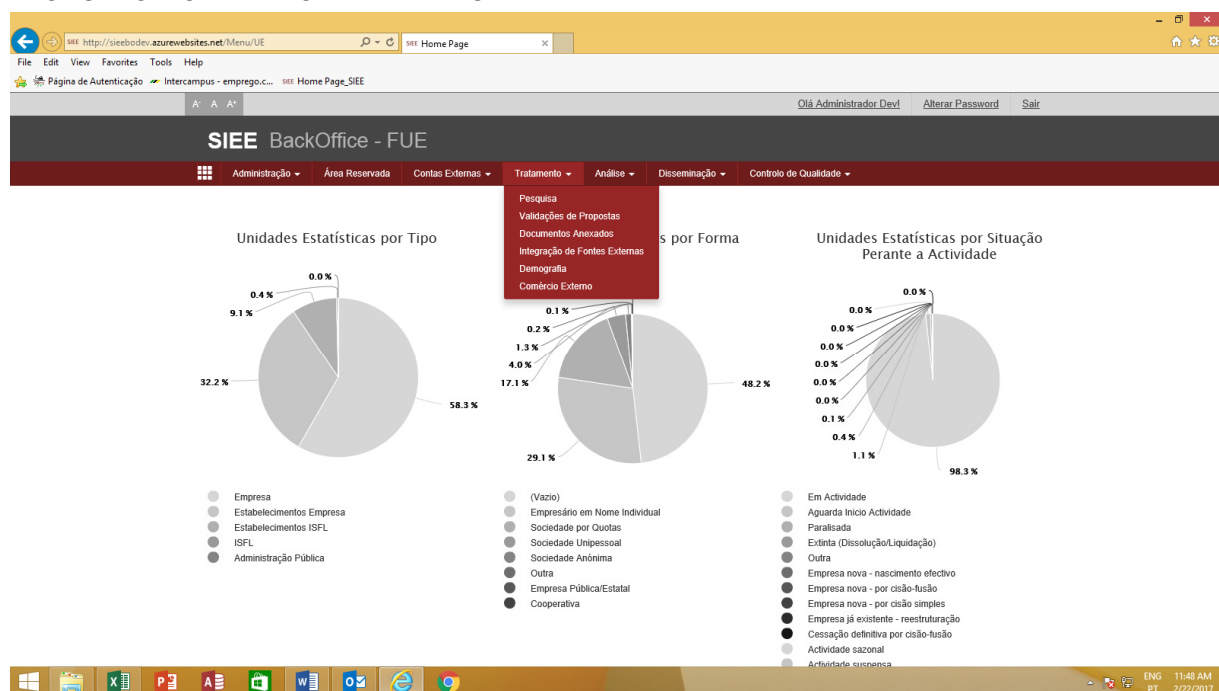 SIEE http://sieebodev.azurewebsites.net/Menu/UE
SIEE Home Page
File Edit View Favorites Tools Help
Página de Autenticação Intercampus - emprego.c... SIEE Home Page_SIEE
A- A A+
Olá Administrador Dev! Alterar Password Sair
SIEE BackOffice - FUE
Administração Área Reservada Contas Externas Tratamento Análise Disseminação Controlo de Qualidade
Pesquisa
Validações de Propostas
Documentos Anexados
Integração de Fontes Externas
Demografia
Comércio Externo
Unidades Estatísticas por Tipo
0.0 %
0.4 %
9.1 %
32.2 %
58.3 %
Empresa
Estabelecimentos Empresa
Estabelecimentos ISFL
ISFL
Administração Pública
s por Forma
0.1 %
0.2 %
1.3 %
4.0 %
17.1 %
48.2 %
29.1 %
(Vazio)
Empresário em Nome Individual
Sociedade por Quotas
Sociedade Unipessoal
Sociedade Anónima
Outra
Empresa Pública/Estatal
Cooperativa
Unidades Estatísticas por Situação
Perante a Actividade
0.0 %
0.0 %
0.0 %
0.0 %
0.0 %
0.0 %
0.0 %
0.1 %
0.4 %
1.1 %
98.3 %
Em Actividade
Aguarda Inicio Actividade
Paralisada
Extinta (Dissolução/Liquidação)
Outra
Empresa nova - nascimento efectivo
Empresa nova - por cisão-fusão
Empresa nova - por cisão simples
Empresa já existente - reestruturação
Cessação definitiva por cisão-fusão
Actividade sazonal
Actividade suspensa
ENG 11:48 AM
PT 2/22/2017